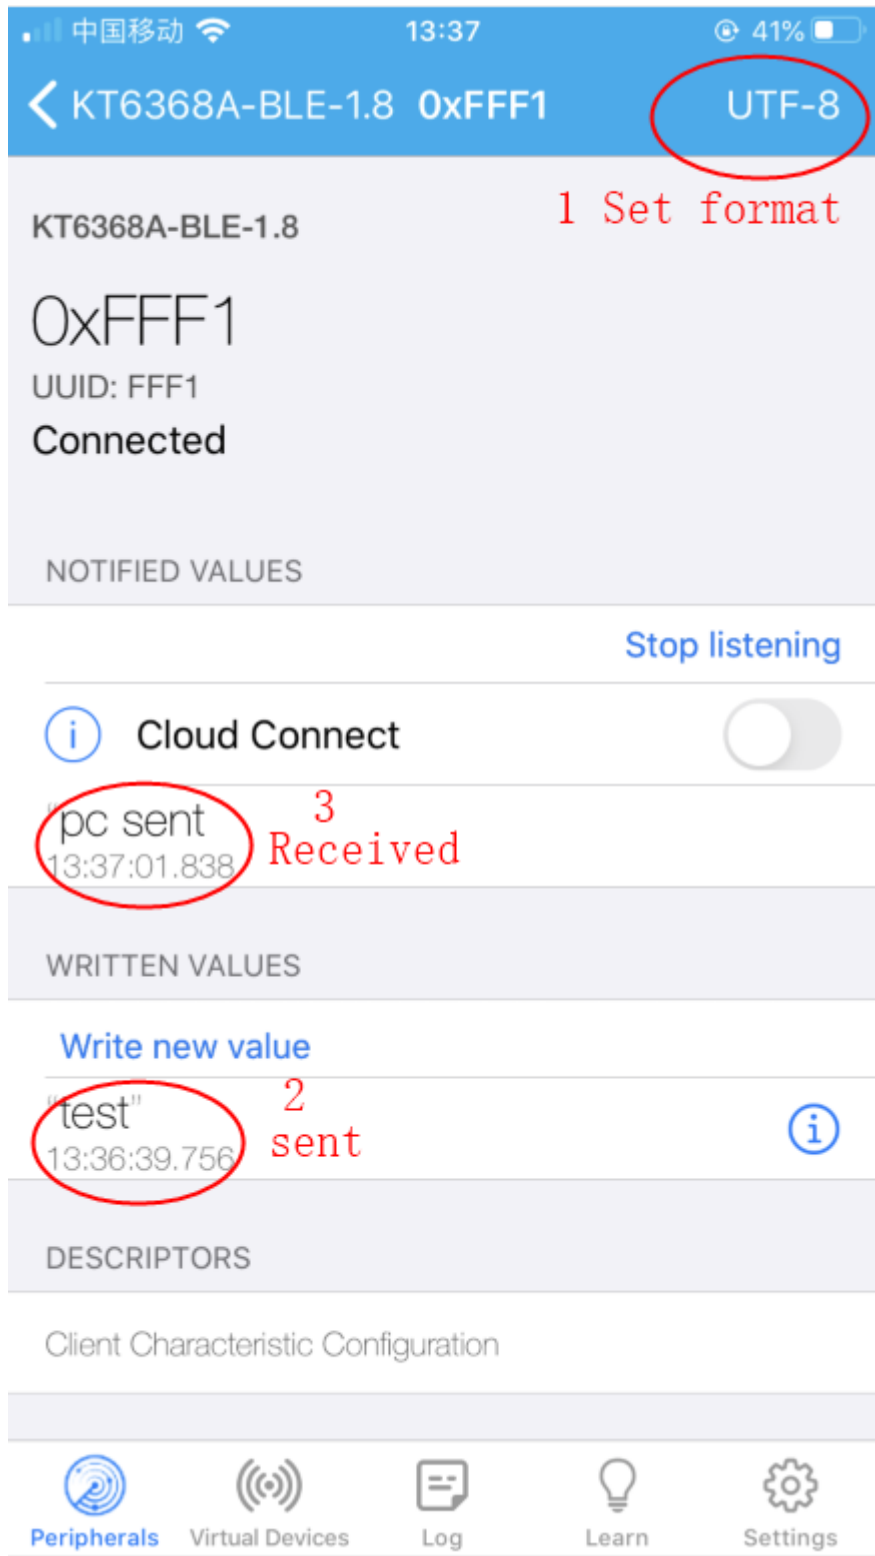 中国移动 13:37 41%
KT6368A-BLE-1.8 0xFFF1 UTF-8
1 Set format
KT6368A-BLE-1.8
0xFFF1
UUID: FFF1
Connected
NOTIFIED VALUES
Stop listening
Cloud Connect
“pc sent
13:37:01.838
3
Received
WRITTEN VALUES
Write new value
“test”
13:36:39.756
2
sent
DESCRIPTORS
Client Characteristic Configuration
Peripherals Virtual Devices Log Learn Settings